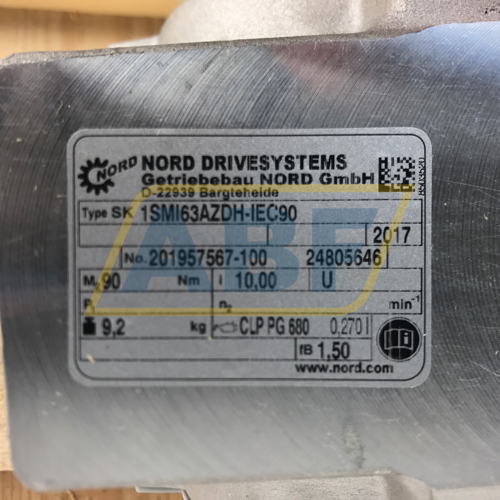 NORD
NORD DRIVESYSTEMS
Getriebebau NORD GmbH
D-22939 Bargteheide
Type SK 1SMI63AZDH-IEC90
2017
No. 201957567-100 24805646
M₂ 90 Nm i 10,00 U
P₁ n₂ min⁻¹
9,2 kg CLP PG 680 0,270 l
fB 1,50
www.nord.com
ABF